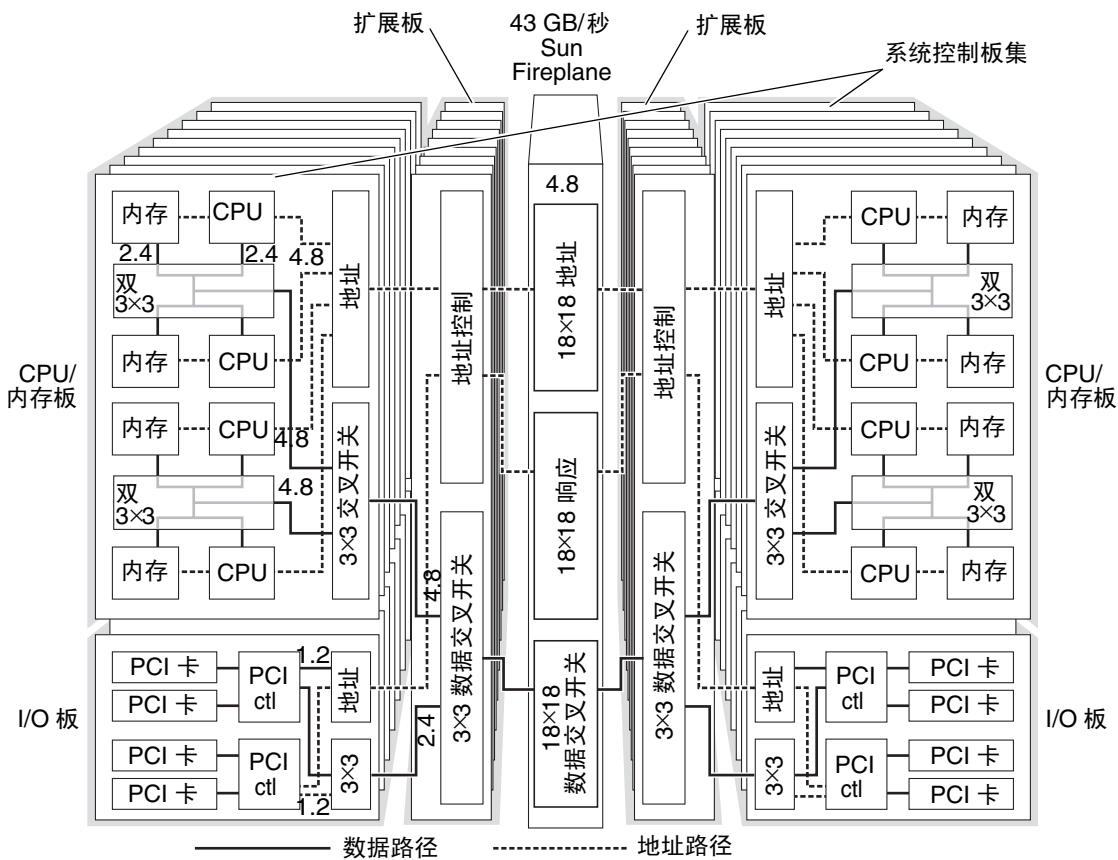 扩展板
43 GB/秒
Sun
Fireplane
扩展板
系统控制板集
内存
CPU
2.4
2.4
4.8
双
3×3
内存
CPU
内存
CPU
4.8
4.8
双
3×3
内存
CPU
地址
3×3 交叉开关
CPU/
内存板
地址控制
4.8
3×3 数据交叉开关
4.8
18×18 地址
18×18 响应
18×18
数据交叉开关
地址控制
3×3 数据交叉开关
地址
3×3 交叉开关
CPU
内存
双
3×3
CPU
内存
CPU
内存
双
3×3
CPU
内存
CPU/
内存板
I/O 板
PCI 卡
PCI 卡
PCI 卡
PCI 卡
PCI
ctl
PCI
ctl
1.2
1.2
地址
3×3
2.4
地址
3×3
PCI
ctl
PCI
ctl
PCI 卡
PCI 卡
PCI 卡
PCI 卡
I/O 板
数据路径
地址路径